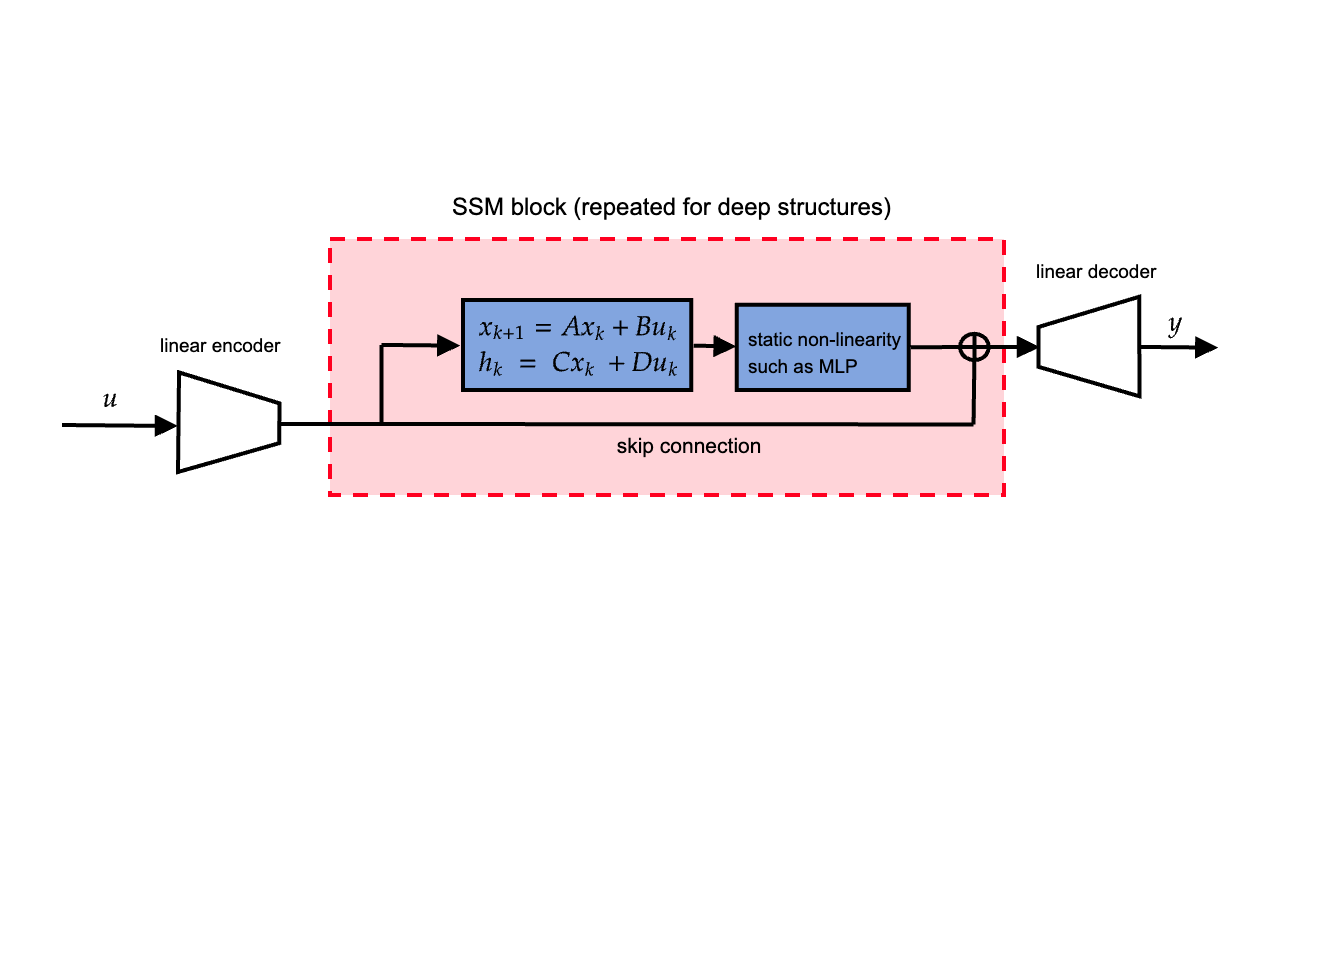 SSM block (repeated for deep structures)
linear decoder
linear encoder
u
x_{k+1} = Ax_k + Bu_k
h_k = Cx_k + Du_k
static non-linearity
such as MLP
y
skip connection